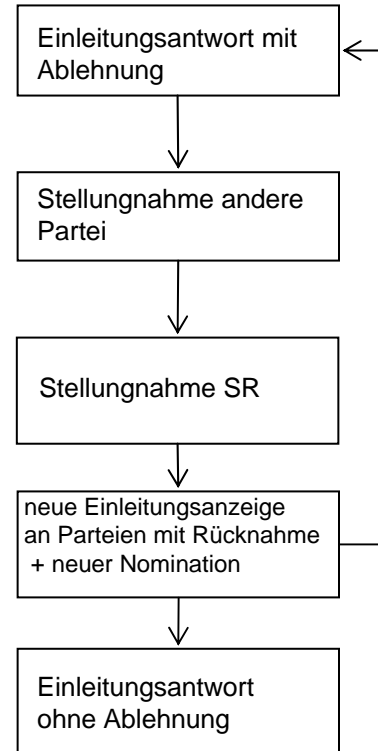 Einleitungsantwort mit
Ablehnung
Stellungnahme andere
Partei
Stellungnahme SR
neue Einleitungsanzeige
an Parteien mit Rücknahme
+ neuer Nomination
Einleitungsantwort
ohne Ablehnung